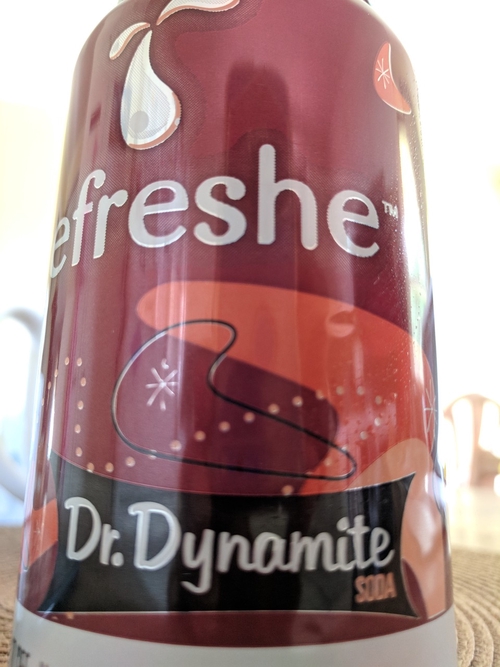 efreshe™
Dr. Dynamite
SODA